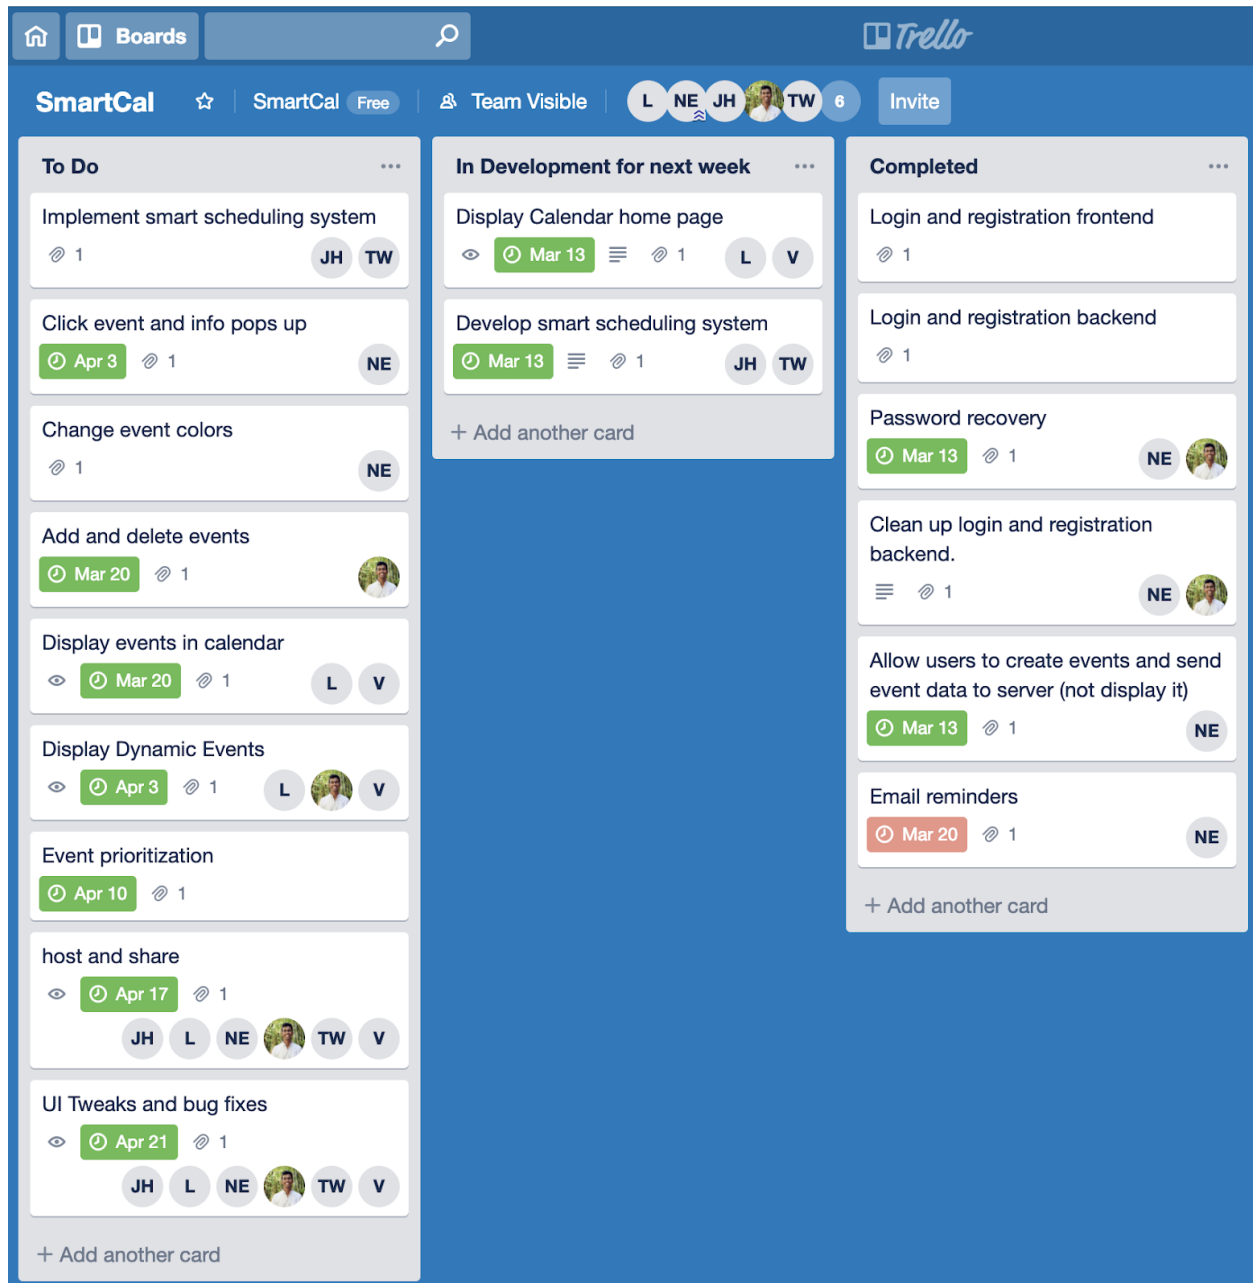 Boards
Trello
SmartCal
SmartCal Free
Team Visible
L NE JH TW 6
Invite
To Do
Implement smart scheduling system
1
JH TW
Click event and info pops up
Apr 3 1
NE
Change event colors
1
NE
Add and delete events
Mar 20 1
Display events in calendar
Mar 20 1
L V
Display Dynamic Events
Apr 3 1
L V
Event prioritization
Apr 10 1
host and share
Apr 17 1
JH L NE TW V
UI Tweaks and bug fixes
Apr 21 1
JH L NE TW V
+ Add another card
In Development for next week
Display Calendar home page
Mar 13 1
L V
Develop smart scheduling system
Mar 13 1
JH TW
+ Add another card
Completed
Login and registration frontend
1
Login and registration backend
1
Password recovery
Mar 13 1
NE
Clean up login and registration
backend.
1
NE
Allow users to create events and send
event data to server (not display it)
Mar 13 1
NE
Email reminders
Mar 20 1
NE
+ Add another card